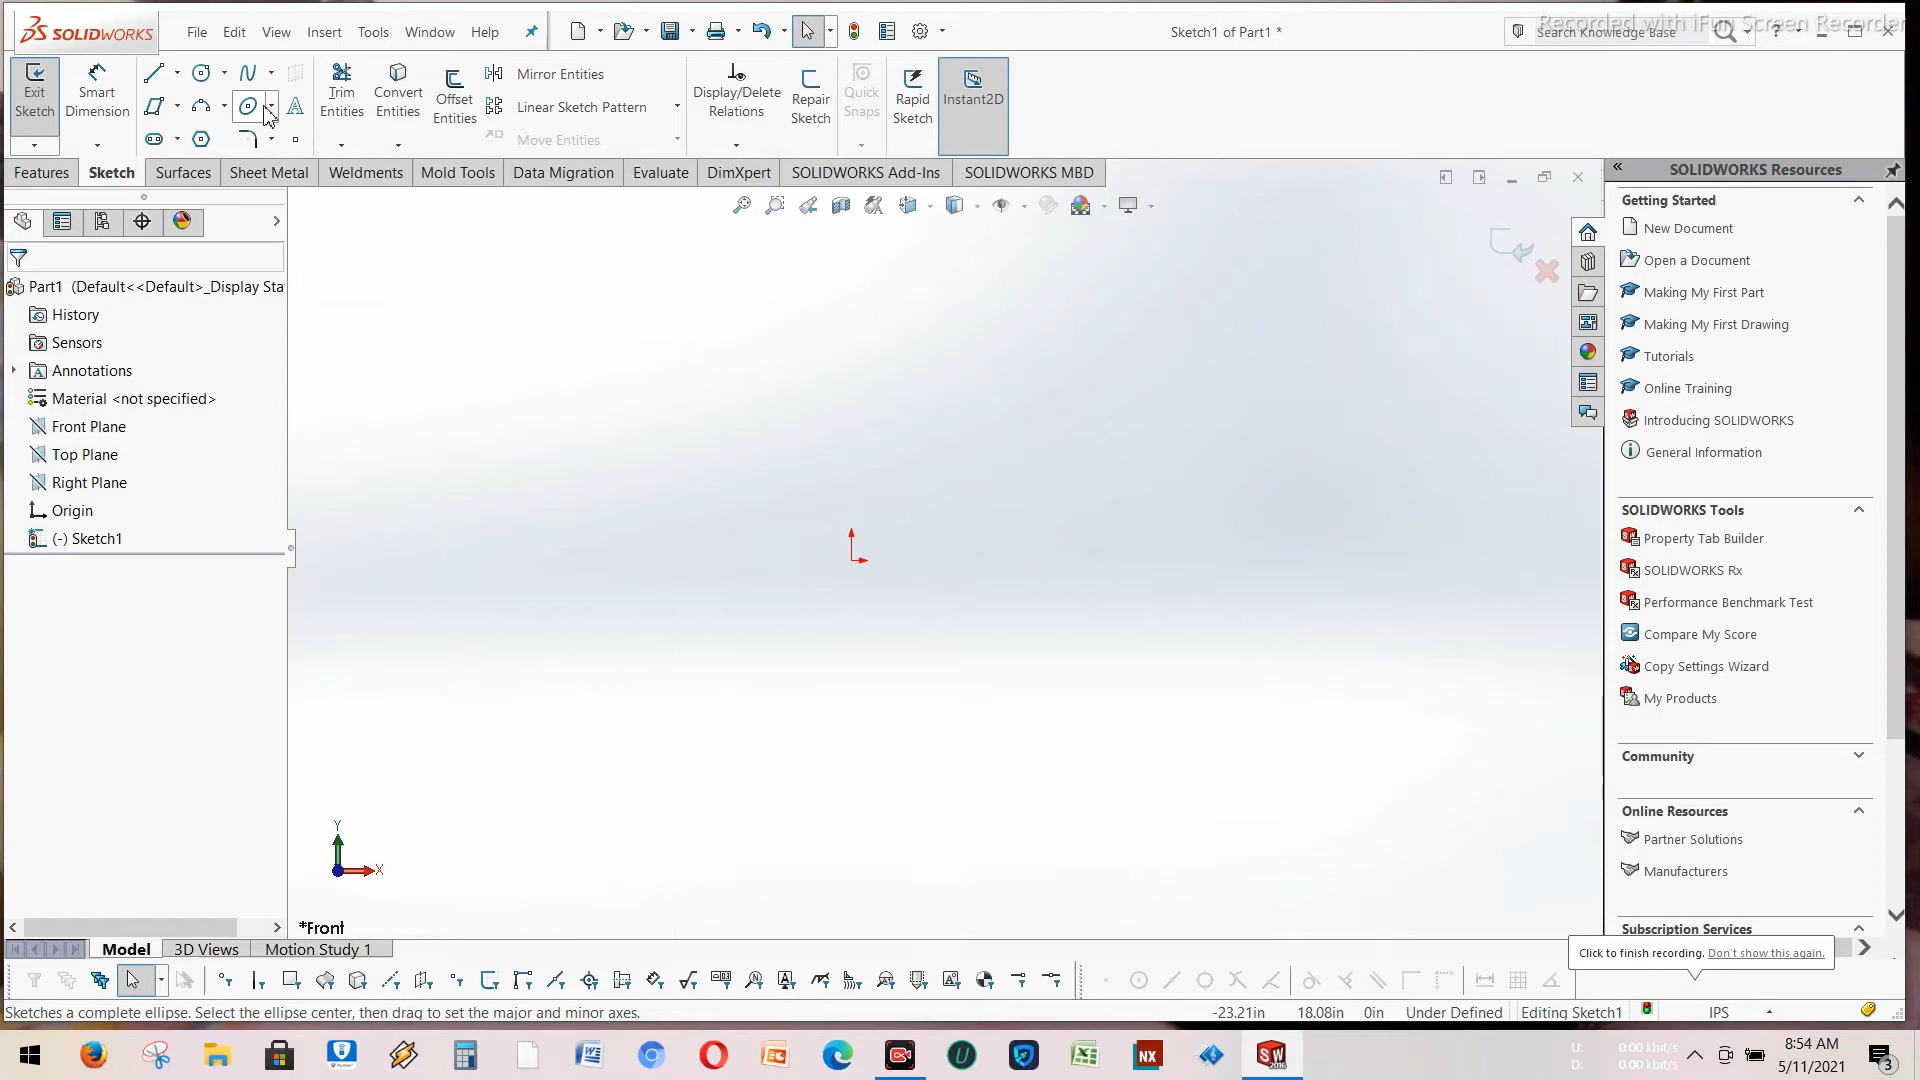 SOLIDWORKS
File Edit View Insert Tools Window Help
Sketch1 of Part1 *
Search Knowledge Base
Recorded with iFun Screen Recorder
Exit Sketch
Smart Dimension
Trim Entities
Convert Entities
Offset Entities
Mirror Entities
Linear Sketch Pattern
Move Entities
Display/Delete Relations
Repair Sketch
Quick Snaps
Rapid Sketch
Instant2D
Features Sketch Surfaces Sheet Metal Weldments Mold Tools Data Migration Evaluate DimXpert SOLIDWORKS Add-Ins SOLIDWORKS MBD
Part1 (Default<<Default>_Display Sta
History
Sensors
Annotations
Material <not specified>
Front Plane
Top Plane
Right Plane
Origin
(-) Sketch1
Y
X
*Front
SOLIDWORKS Resources
Getting Started
New Document
Open a Document
Making My First Part
Making My First Drawing
Tutorials
Online Training
Introducing SOLIDWORKS
General Information
SOLIDWORKS Tools
Property Tab Builder
SOLIDWORKS Rx
Performance Benchmark Test
Compare My Score
Copy Settings Wizard
My Products
Community
Online Resources
Partner Solutions
Manufacturers
Subscription Services
Click to finish recording. Don't show this again.
Model 3D Views Motion Study 1
Sketches a complete ellipse. Select the ellipse center, then drag to set the major and minor axes.
-23.21in 18.08in 0in Under Defined Editing Sketch1 IPS
U: 0.00 kbit/s
D: 0.00 kbit/s
8:54 AM
5/11/2021
3
NX
SW
2016